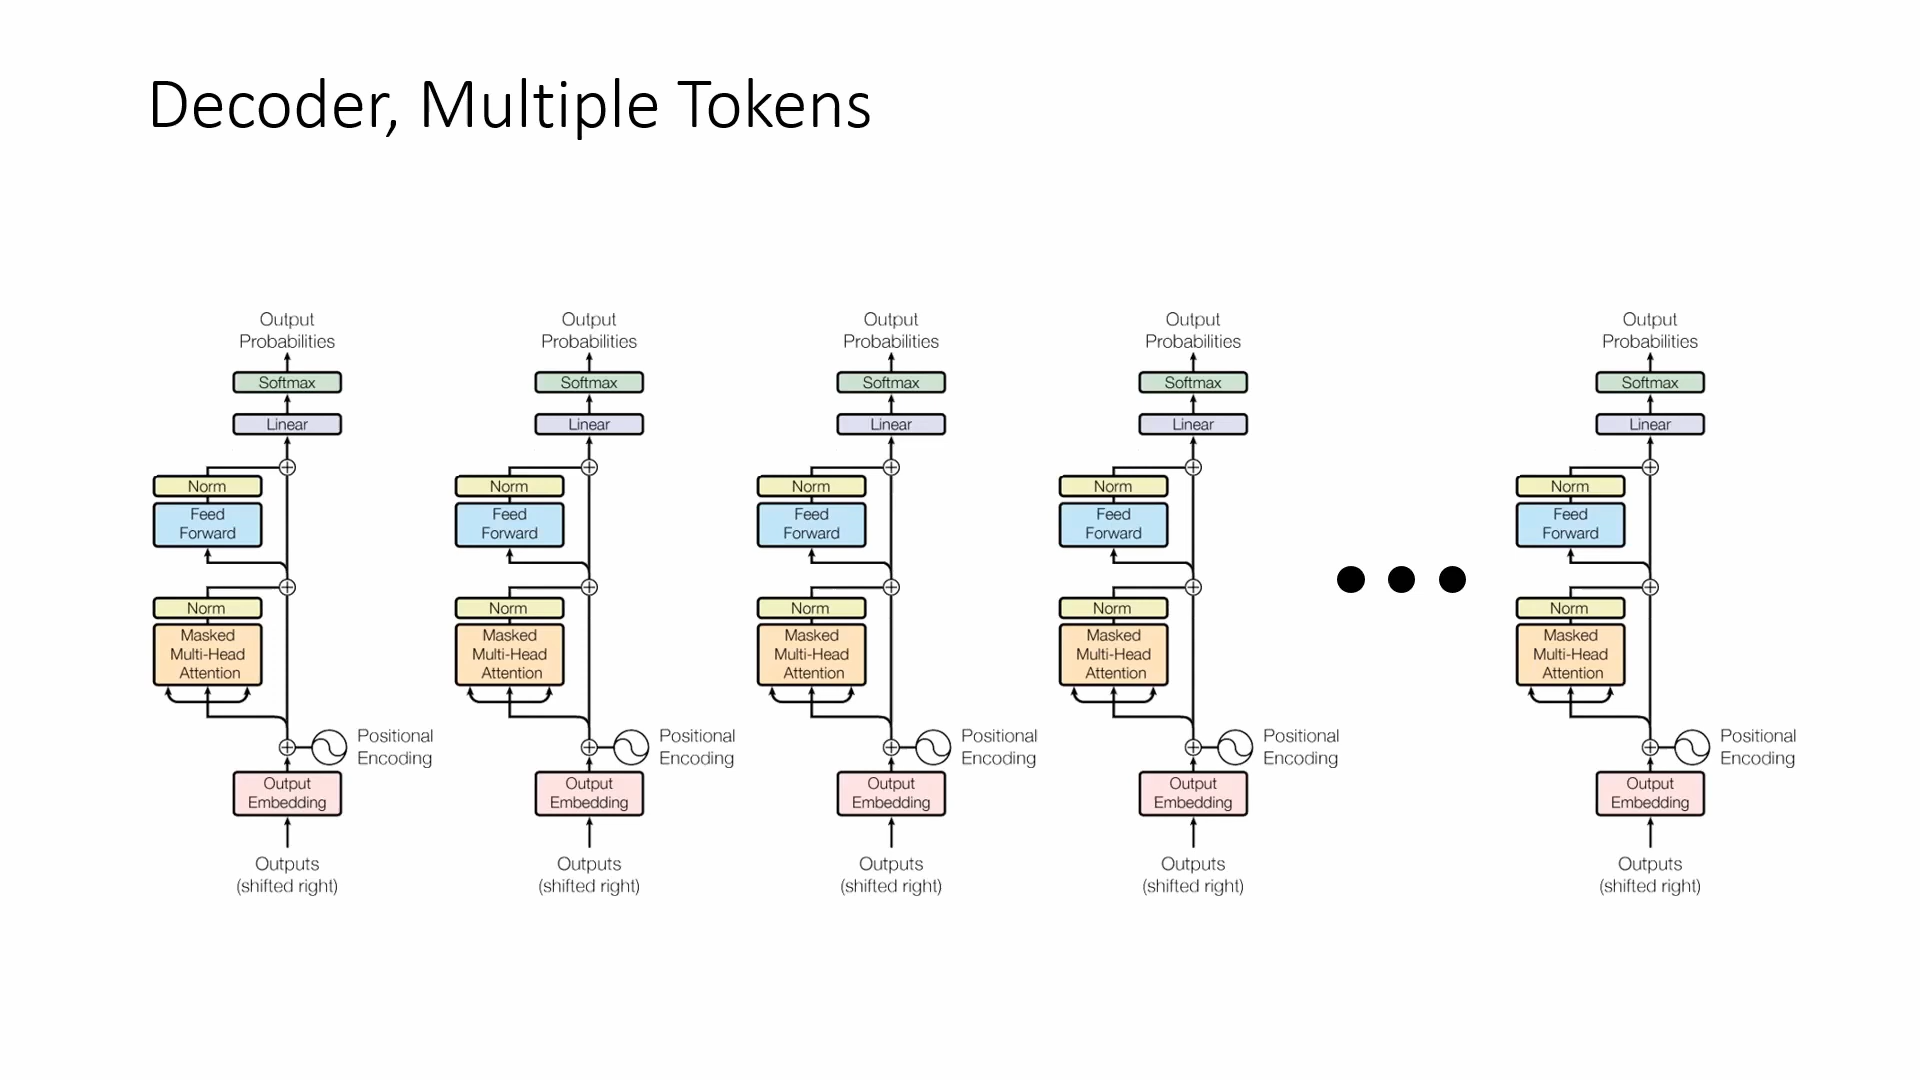 Decoder, Multiple Tokens
Output
Probabilities
Softmax
Linear
Norm
Feed
Forward
Norm
Masked
Multi-Head
Attention
Positional
Encoding
Output
Embedding
Outputs
(shifted right)
Output
Probabilities
Softmax
Linear
Norm
Feed
Forward
Norm
Masked
Multi-Head
Attention
Positional
Encoding
Output
Embedding
Outputs
(shifted right)
Output
Probabilities
Softmax
Linear
Norm
Feed
Forward
Norm
Masked
Multi-Head
Attention
Positional
Encoding
Output
Embedding
Outputs
(shifted right)
Output
Probabilities
Softmax
Linear
Norm
Feed
Forward
Norm
Masked
Multi-Head
Attention
Positional
Encoding
Output
Embedding
Outputs
(shifted right)
Output
Probabilities
Softmax
Linear
Norm
Feed
Forward
Norm
Masked
Multi-Head
Attention
Positional
Encoding
Output
Embedding
Outputs
(shifted right)